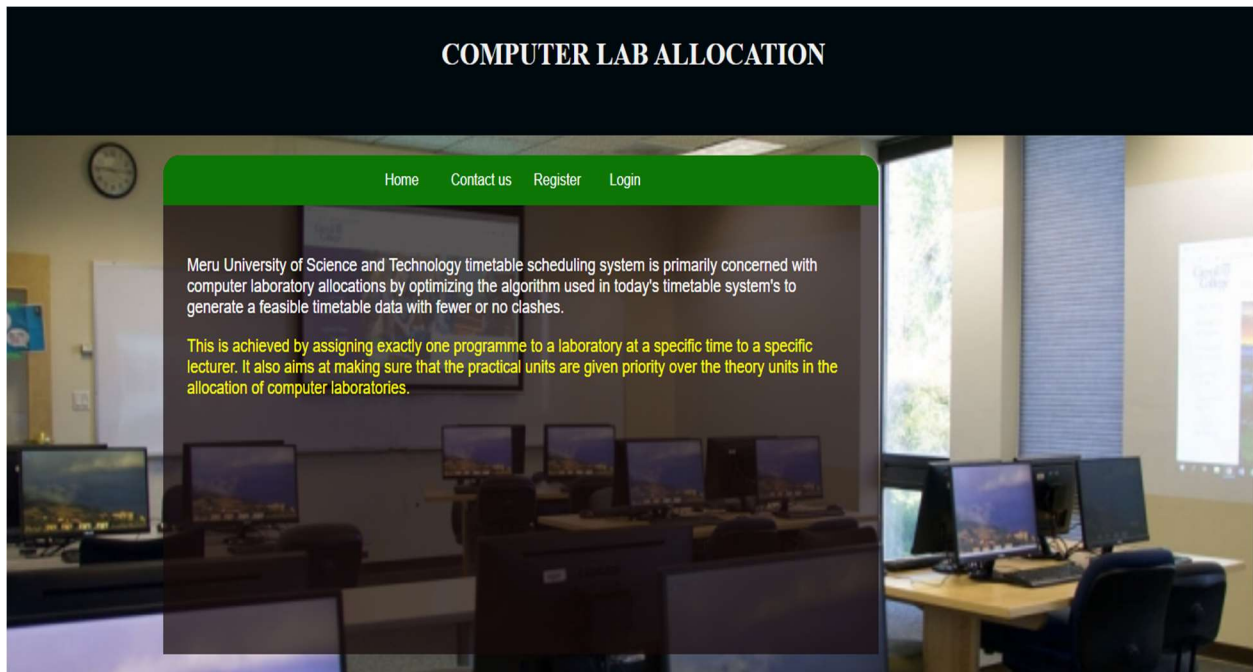 COMPUTER LAB ALLOCATION
Home Contact us Register Login
Meru University of Science and Technology timetable scheduling system is primarily concerned with
computer laboratory allocations by optimizing the algorithm used in today's timetable system's to
generate a feasible timetable data with fewer or no clashes.
This is achieved by assigning exactly one programme to a laboratory at a specific time to a specific
lecturer. It also aims at making sure that the practical units are given priority over the theory units in the
allocation of computer laboratories.